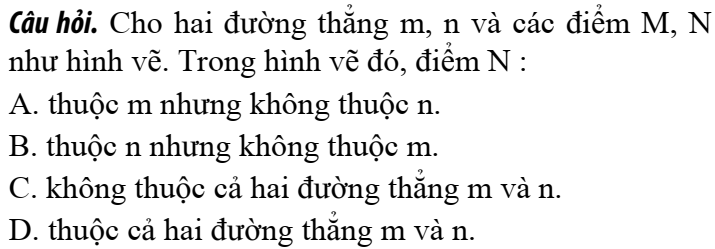 Câu hỏi. Cho hai đường thẳng m, n và các điểm M, N
như hình vẽ. Trong hình vẽ đó, điểm N :
A. thuộc m nhưng không thuộc n.
B. thuộc n nhưng không thuộc m.
C. không thuộc cả hai đường thẳng m và n.
D. thuộc cả hai đường thẳng m và n.